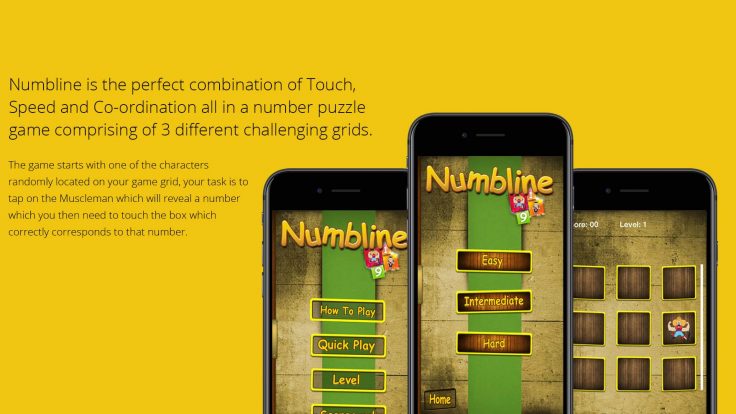 Numbline is the perfect combination of Touch,
Speed and Co-ordination all in a number puzzle
game comprising of 3 different challenging grids.
The game starts with one of the characters
randomly located on your game grid, your task is to
tap on the Muscleman which will reveal a number
which you then need to touch the box which
correctly corresponds to that number.
Numbline
9
How To Play
Quick Play
Level
Numbline
9
Easy
Intermediate
Hard
Home
Level: 1